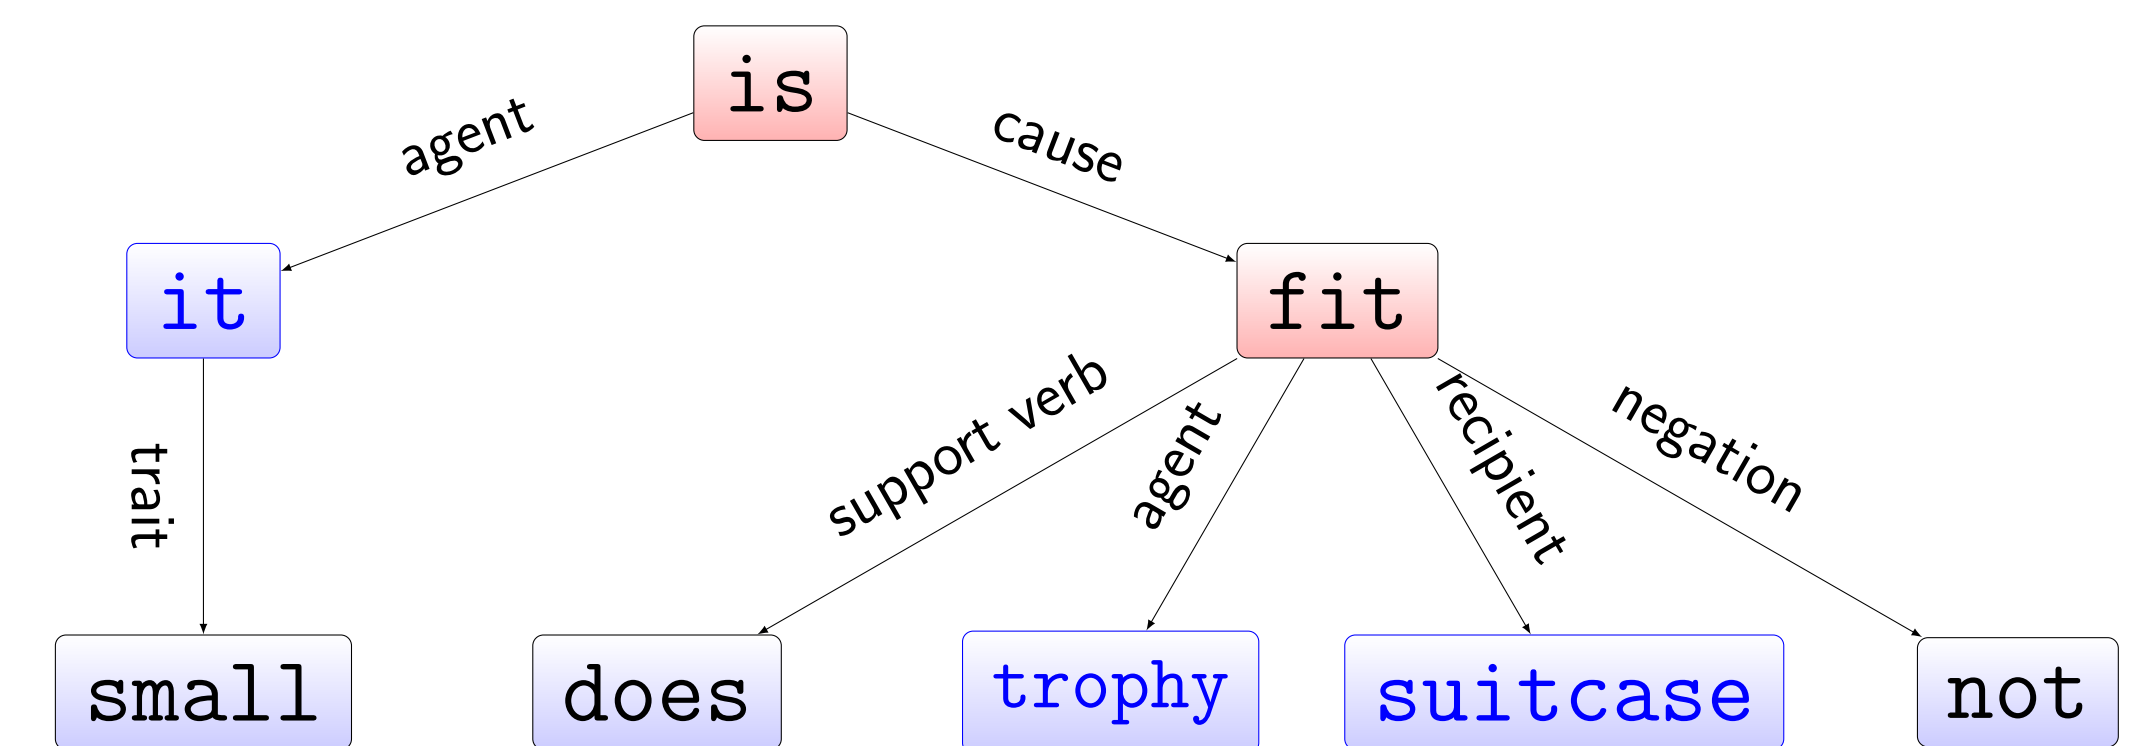 is
agent
cause
it
fit
trait
support verb
agent
recipient
negation
small
does
trophy
suitcase
not